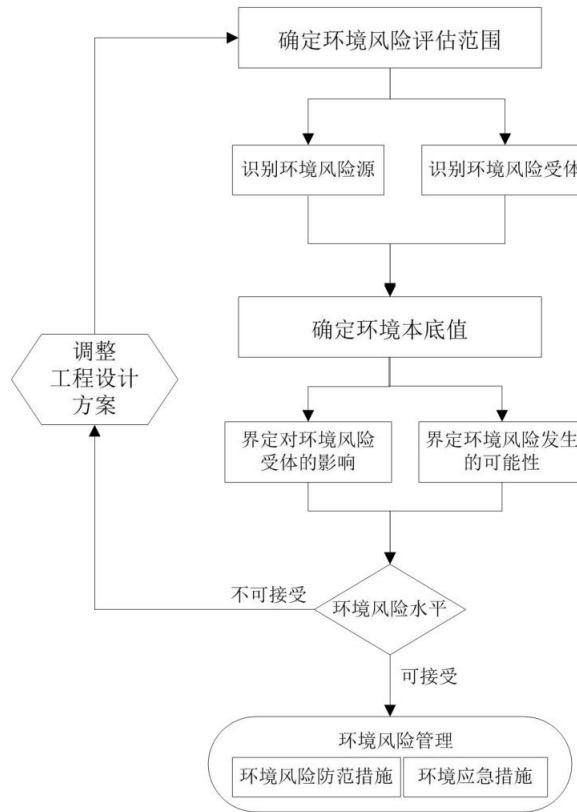 确定环境风险评估范围
识别环境风险源
识别环境风险受体
确定环境本底值
调整
工程设计
方案
界定对环境风险
受体的影响
界定环境风险发生
的可能性
不可接受
环境风险水平
可接受
环境风险管理
环境风险防范措施
环境应急措施